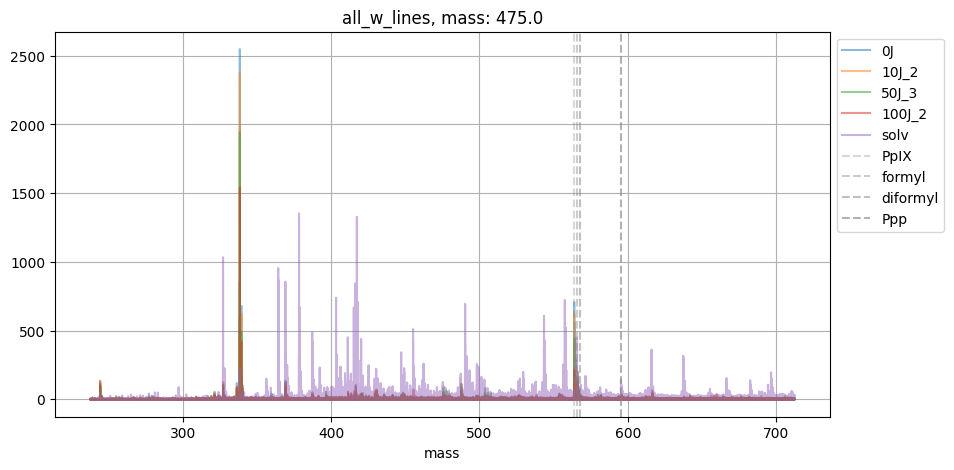 all_w_lines, mass: 475.0
2500
2000
1500
1000
500
0
300
400
500
600
700
mass
0J
10J_2
50J_3
100J_2
solv
PpIX
formyl
diformyl
Ppp